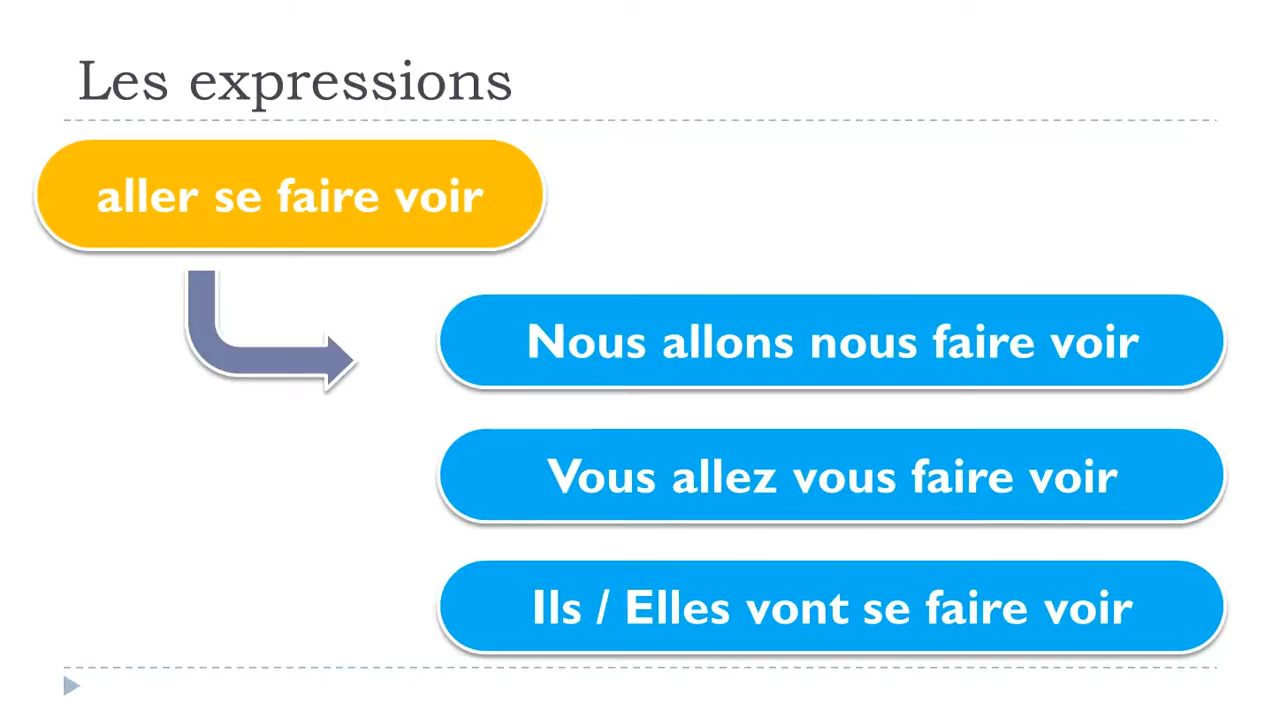 Les expressions
aller se faire voir
Nous allons nous faire voir
Vous allez vous faire voir
Ils / Elles vont se faire voir